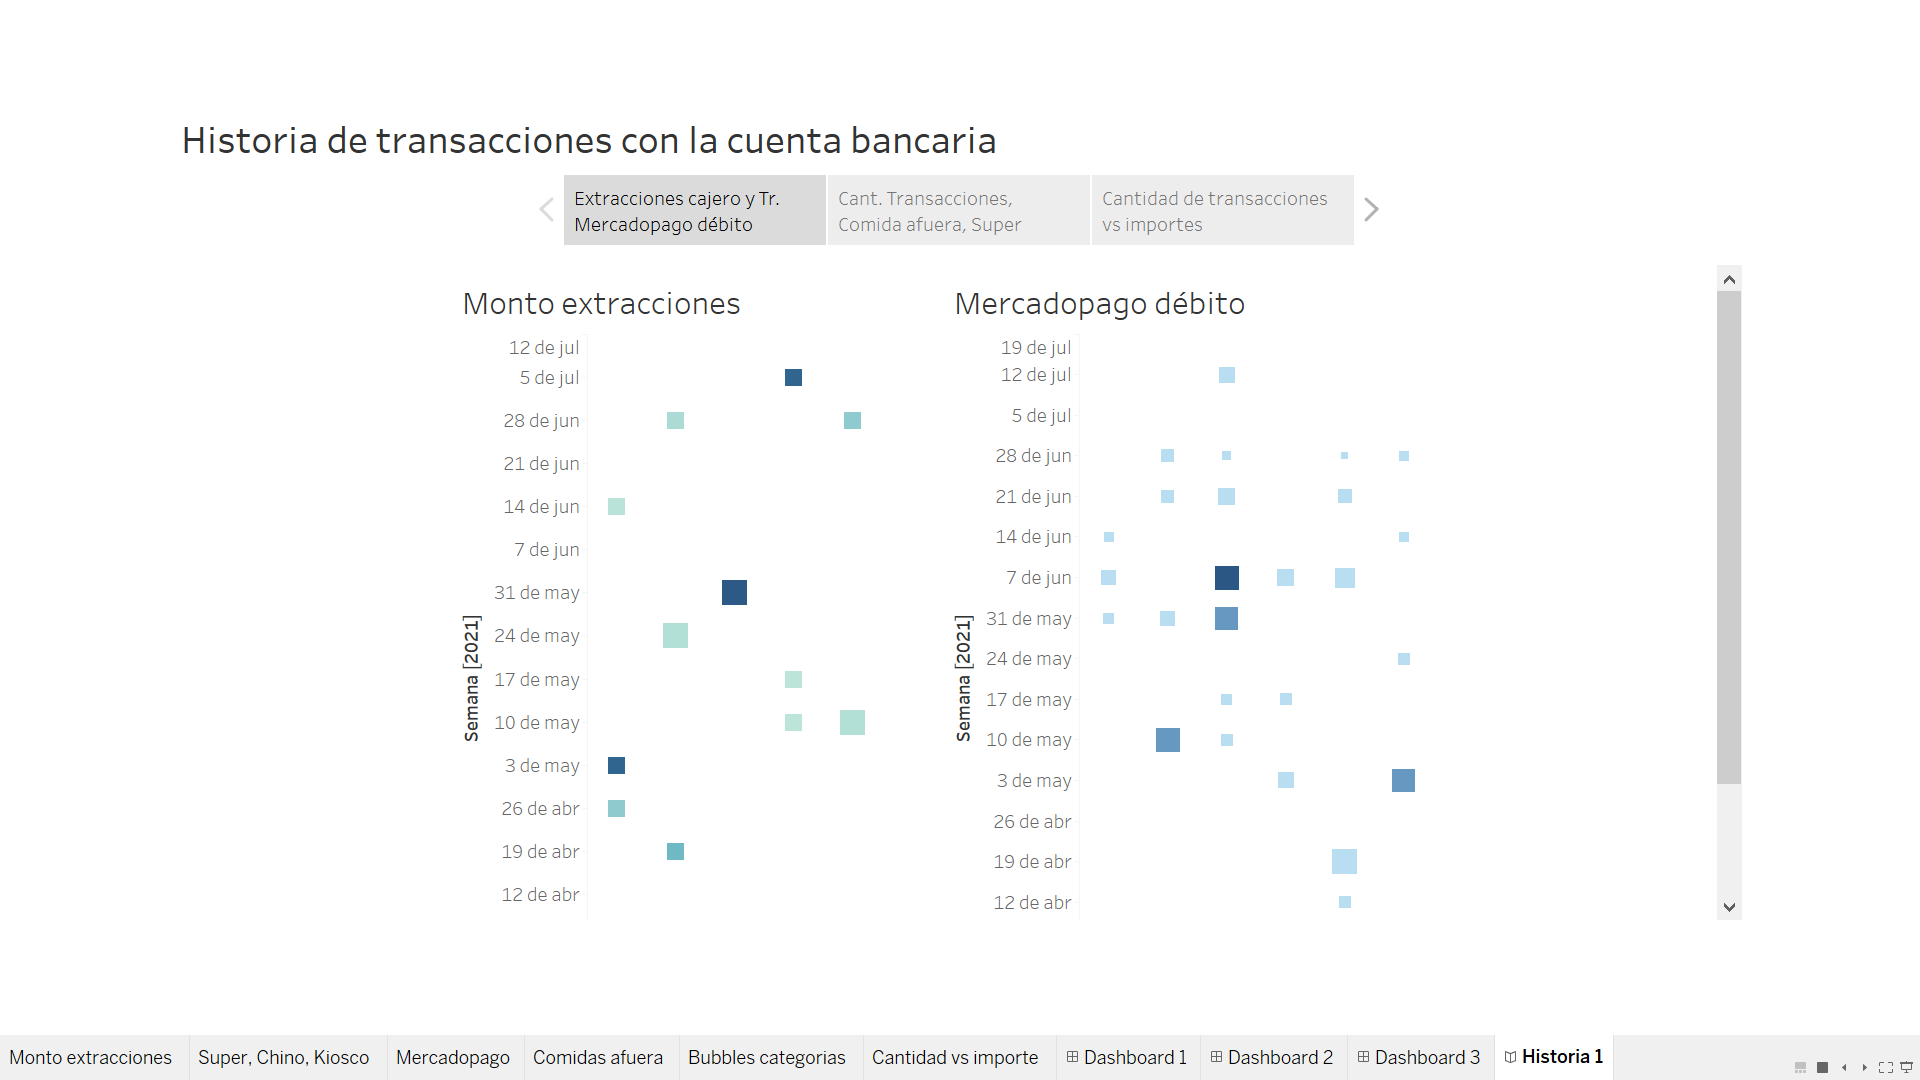 Historia de transacciones con la cuenta bancaria
Extracciones cajero y Tr.
Mercadopago débito
Cant. Transacciones,
Comida afuera, Super
Cantidad de transacciones
vs importes
Monto extracciones
12 de jul
5 de jul
28 de jun
21 de jun
14 de jun
7 de jun
31 de may
24 de may
17 de may
10 de may
3 de may
26 de abr
19 de abr
12 de abr
Semana [2021]
Mercadopago débito
19 de jul
12 de jul
5 de jul
28 de jun
21 de jun
14 de jun
7 de jun
31 de may
24 de may
17 de may
10 de may
3 de may
26 de abr
19 de abr
12 de abr
Semana [2021]
Monto extracciones
Super, Chino, Kiosco
Mercadopago
Comidas afuera
Bubbles categorias
Cantidad vs importe
Dashboard 1
Dashboard 2
Dashboard 3
Historia 1